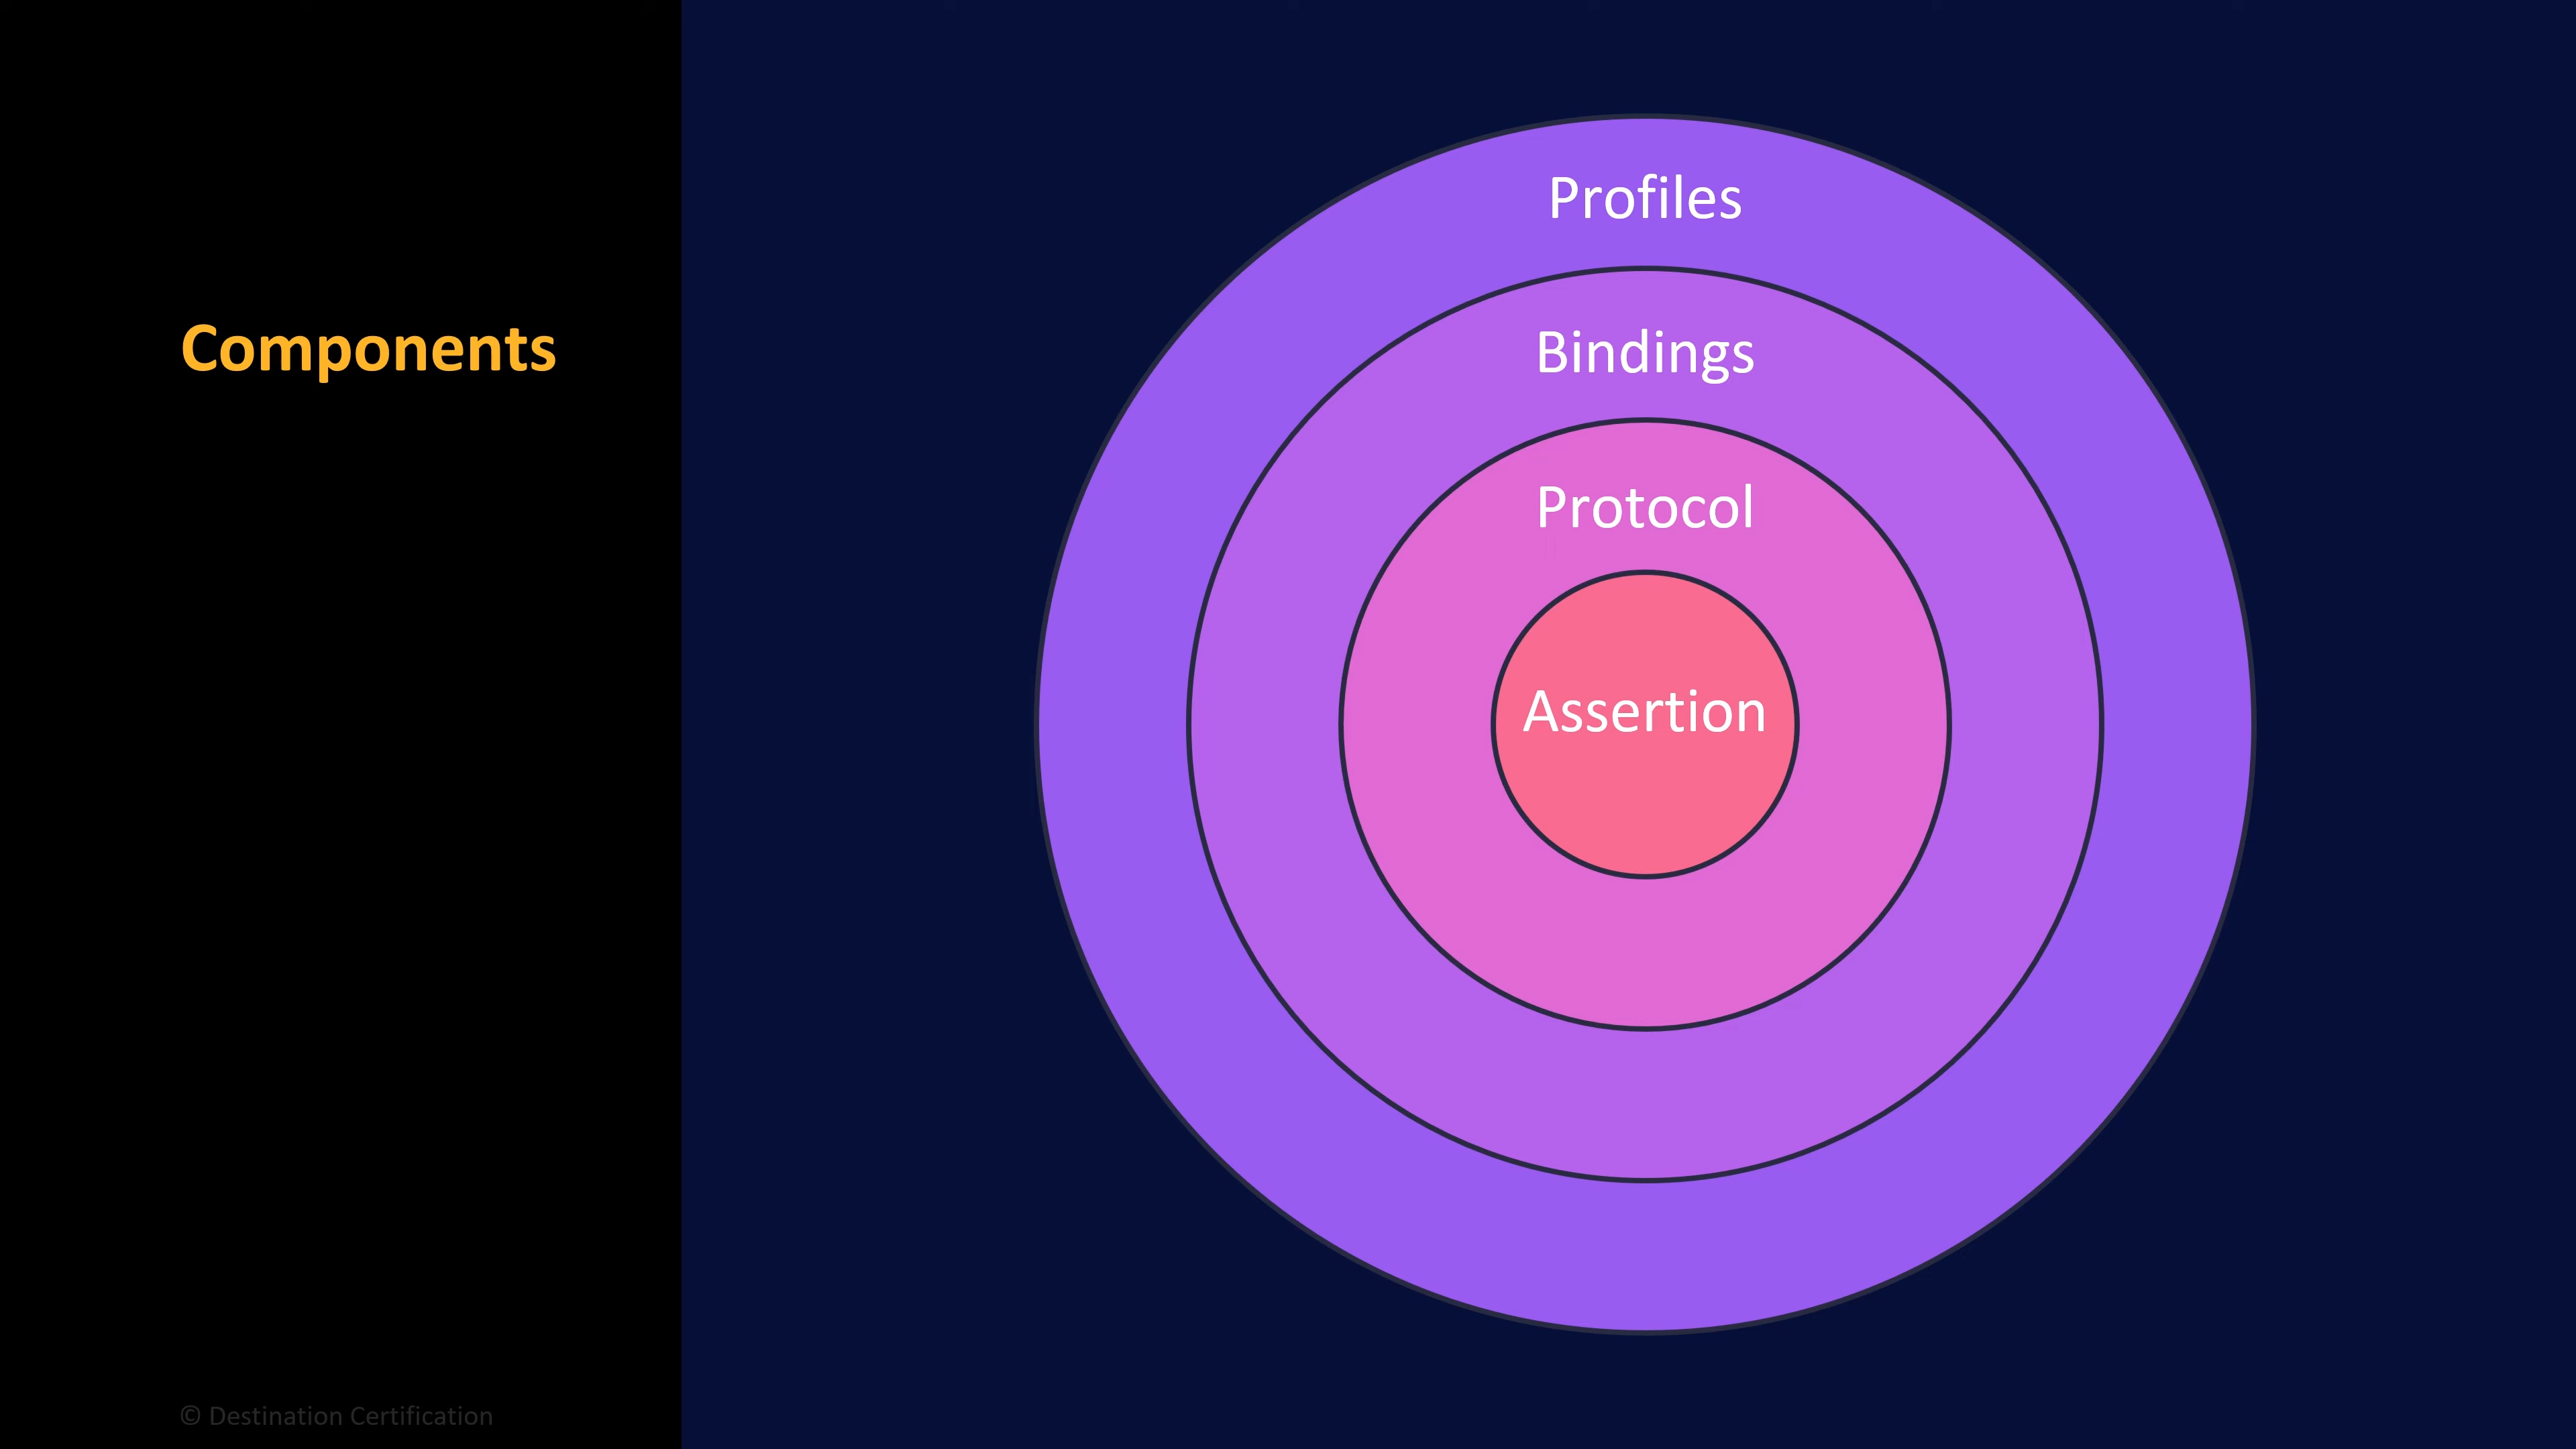 Components
Profiles
Bindings
Protocol
Assertion
© Destination Certification